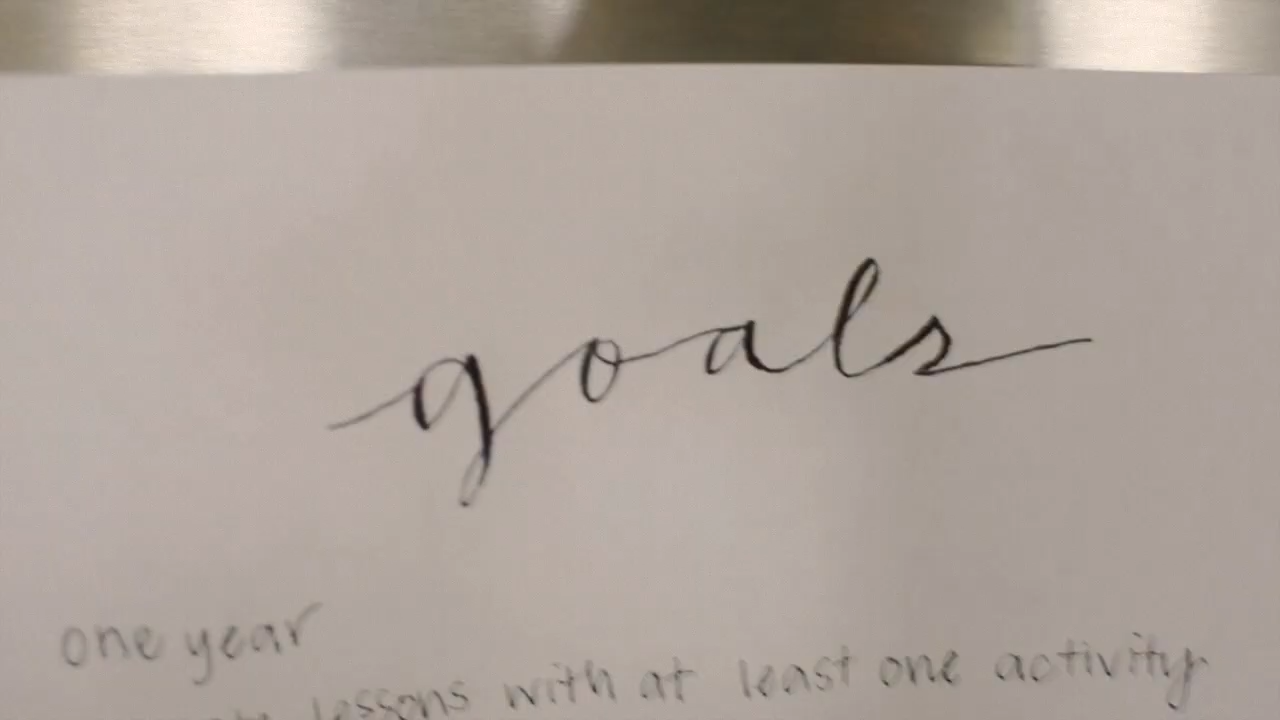 goals
one year
lessons with at least one activity